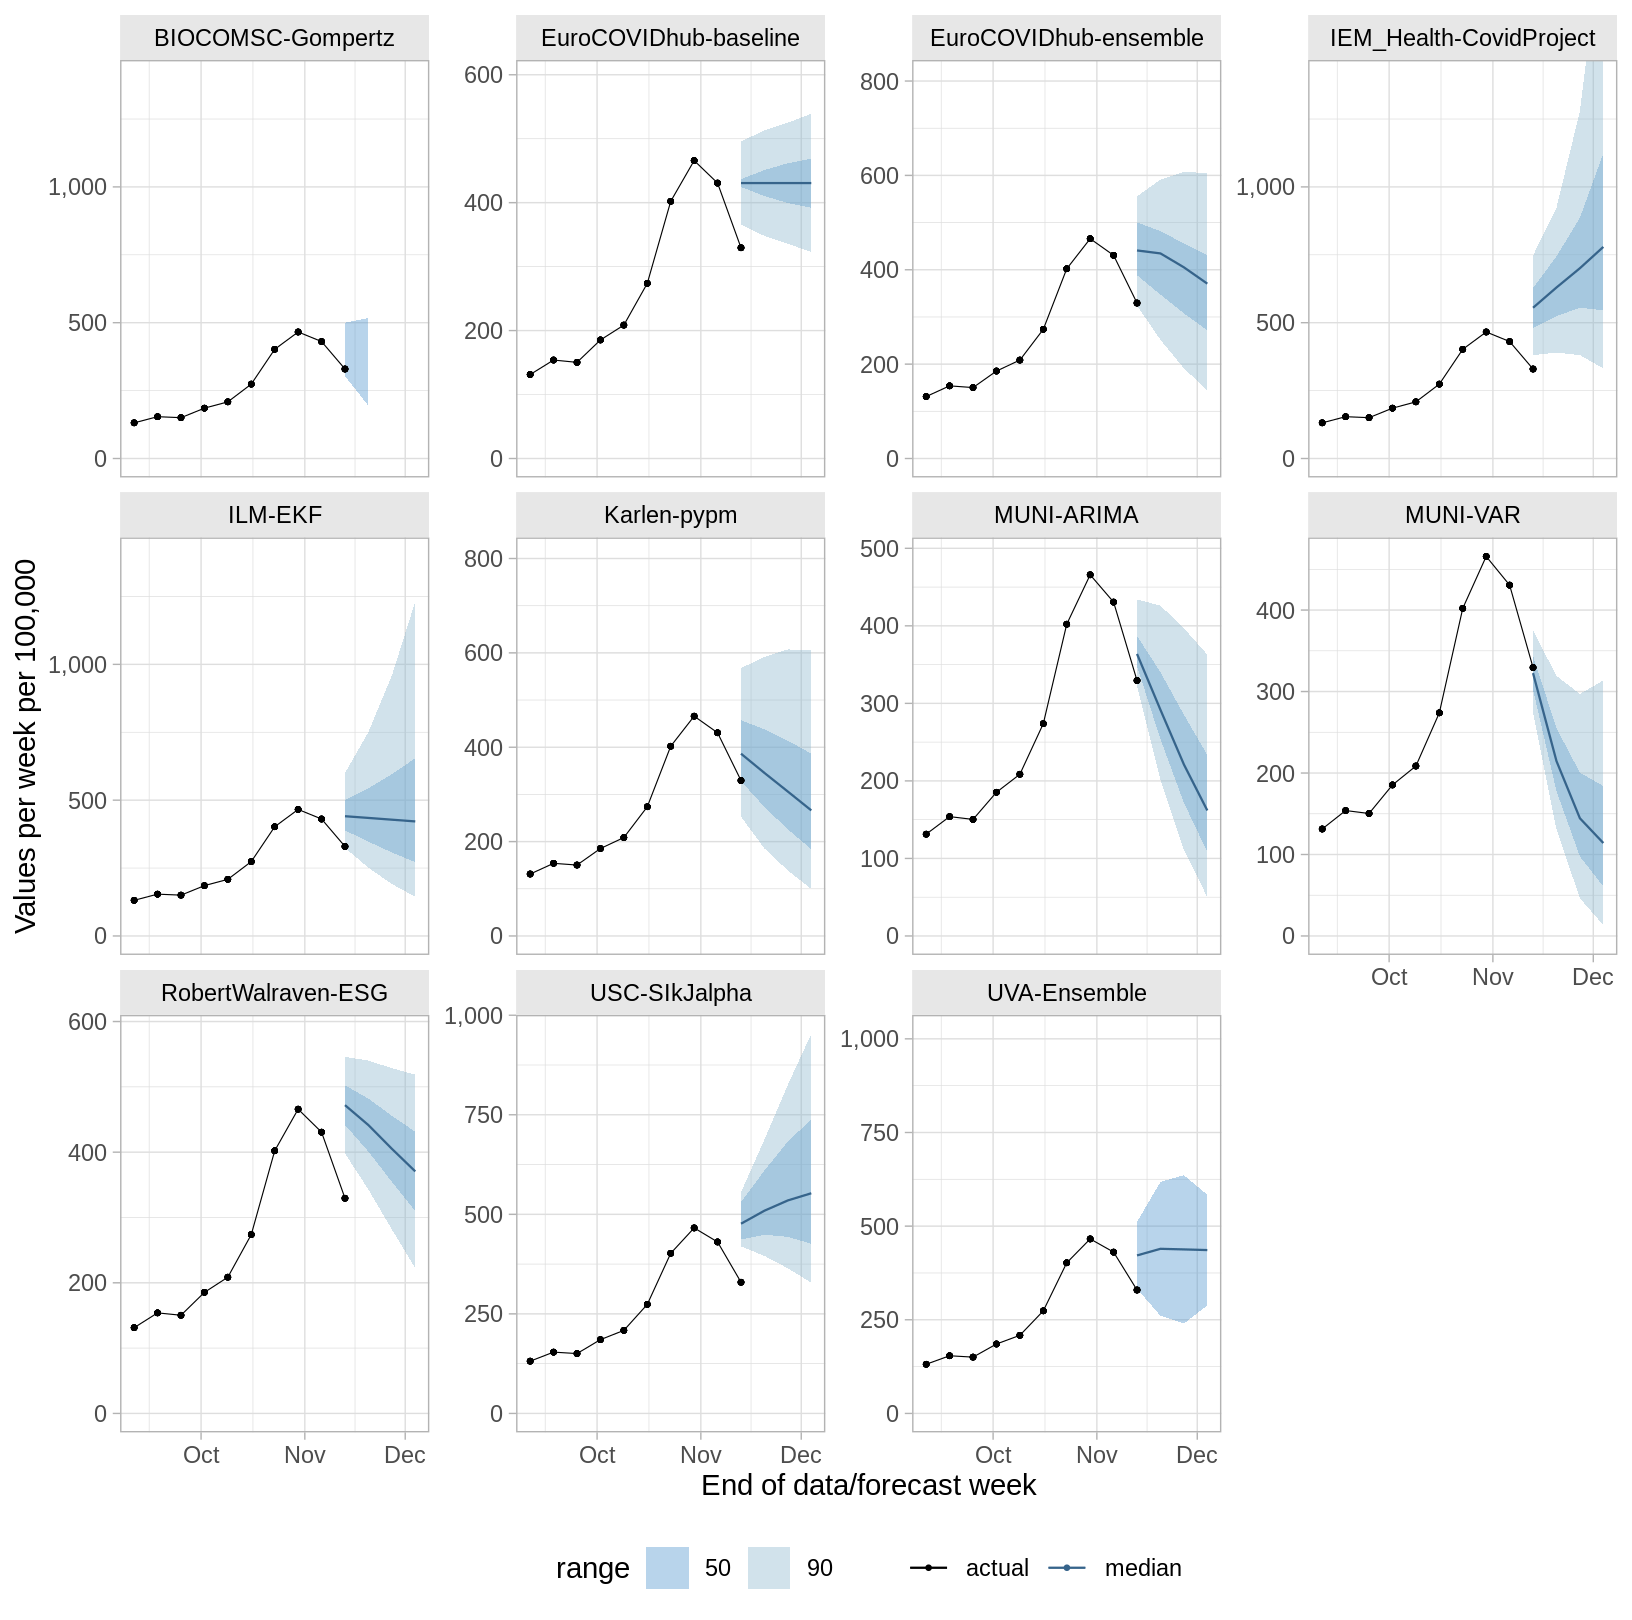 BIOCOMSC-Gompertz
EuroCOVIDhub-baseline
EuroCOVIDhub-ensemble
IEM_Health-CovidProject
1,000
500
0
600
400
200
0
800
600
400
200
0
1,000
500
0
ILM-EKF
Karlen-pypm
MUNI-ARIMA
MUNI-VAR
1,000
500
0
800
600
400
200
0
500
400
300
200
100
0
400
300
200
100
0
Oct Nov Dec
RobertWalraven-ESG
USC-SIkJalpha
UVA-Ensemble
600
400
200
0
1,000
750
500
250
0
1,000
750
500
250
0
Oct Nov Dec
Oct Nov Dec
Oct Nov Dec
Values per week per 100,000
End of data/forecast week
range 50 90 actual median